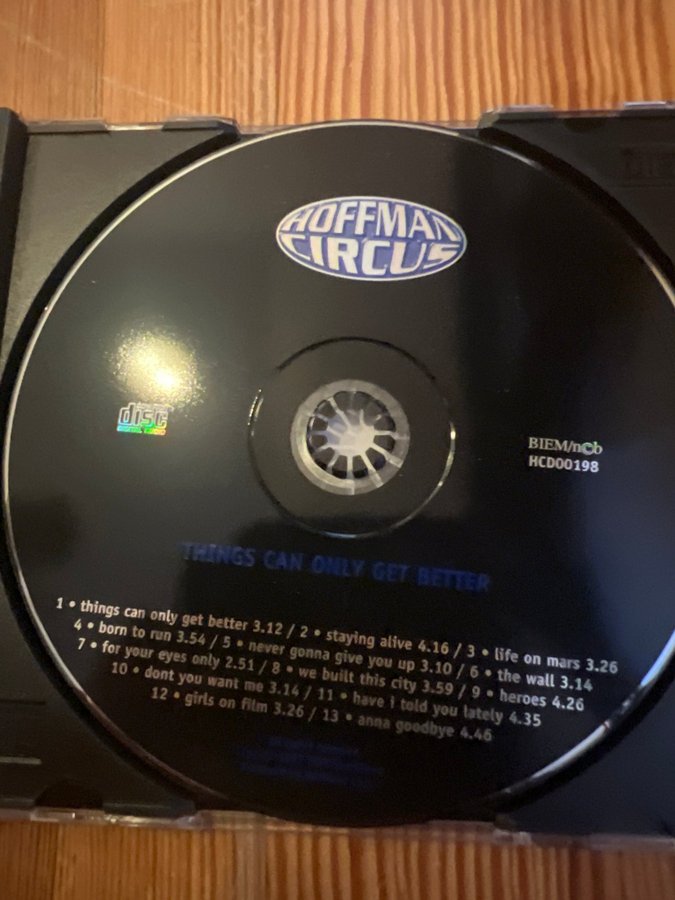 HOFFMAN
CIRCUS
disc
BIEM/ncb
HCD00198
THINGS CAN ONLY GET BETTER
1 • things can only get better 3.12 / 2 • staying alive 4.16 / 3 • life on mars 3.26
4 • born to run 3.54 / 5 • never gonna give you up 3.10 / 6 • the wall 3.14
7 • for your eyes only 2.51 / 8 • we built this city 3.59 / 9 • heroes 4.26
10 • dont you want me 3.14 / 11 • have i told you lately 4.35
12 • girls on film 3.26 / 13 • anna goodbye 4.46